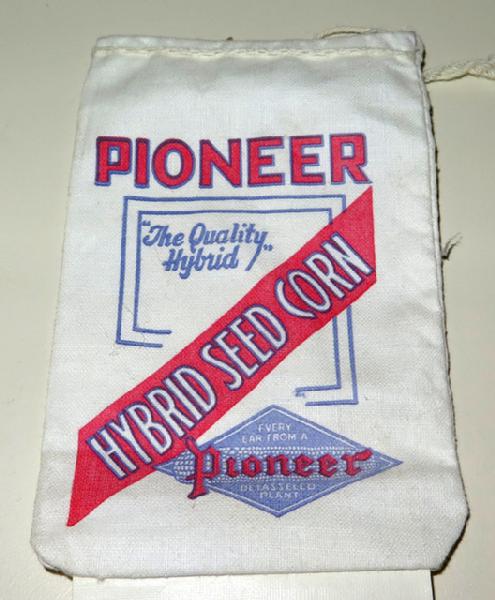 PIONEER
"The Quality
Hybrid"
HYBRID SEED CORN
EVERY
EAR FROM A
Pioneer
DETASSELED
PLANT